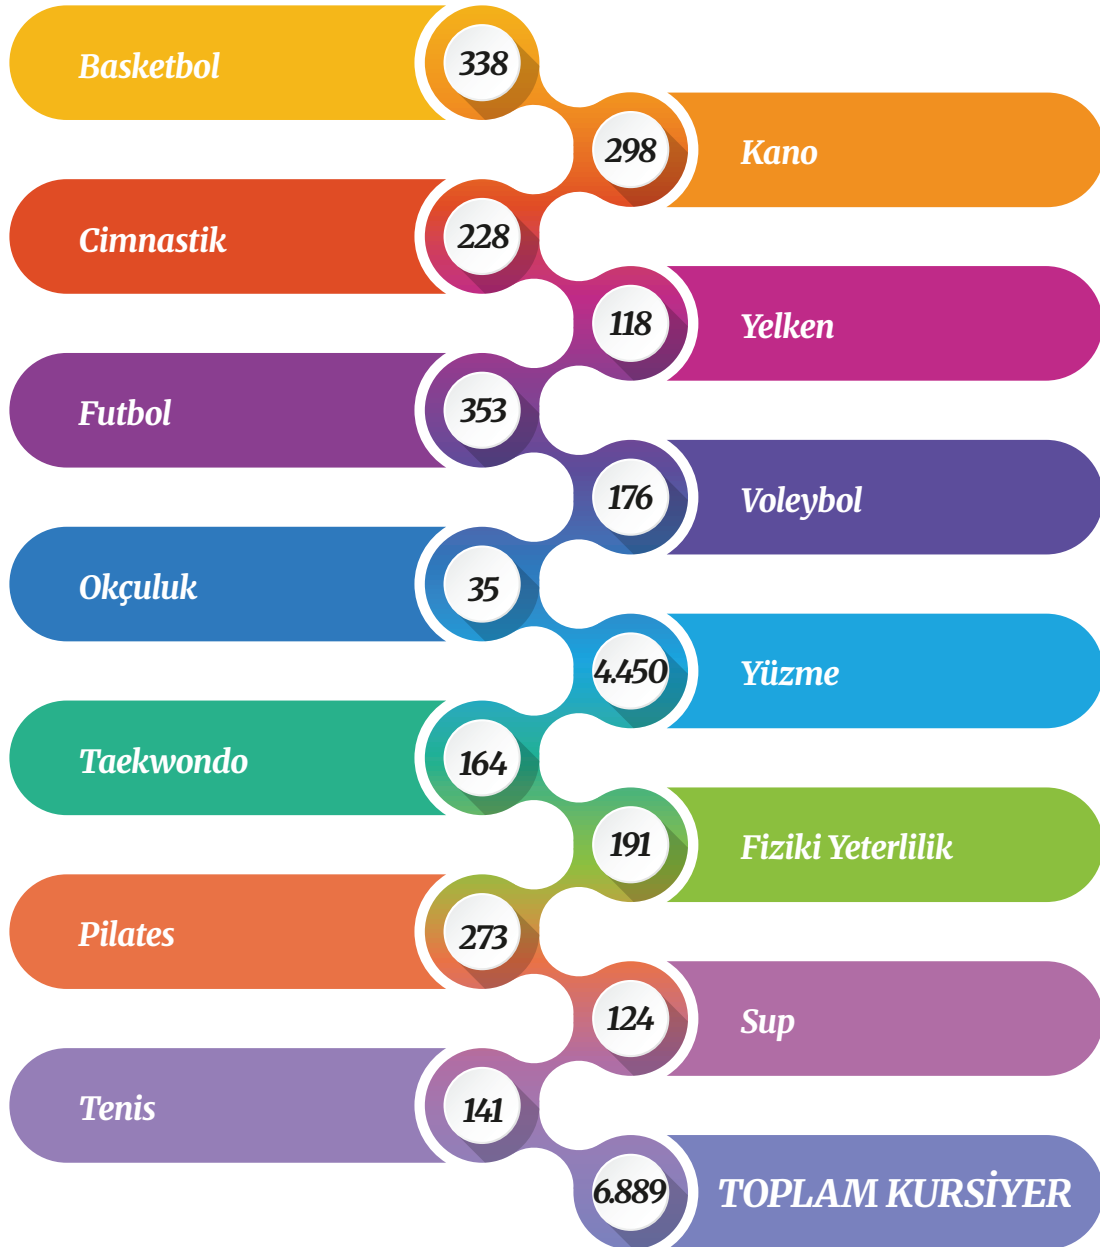 Basketbol 338
298 Kano
Cimnastik 228
118 Yelken
Futbol 353
176 Voleybol
Okçuluk 35
4.450 Yüzme
Taekwondo 164
191 Fiziki Yeterlilik
Pilates 273
124 Sup
Tenis 141
6.889 TOPLAM KURSİYER